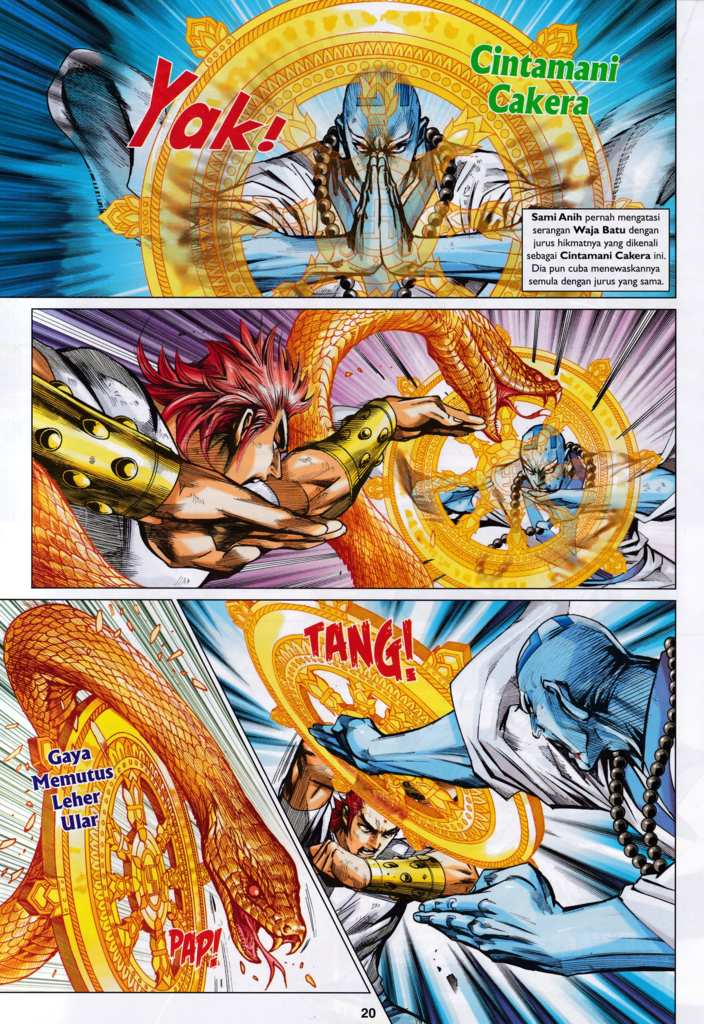 Yak!
Cintamani
Cakera
Sami Anih pernah mengatasi
serangan Waja Batu dengan
jurus hikmatnya yang dikenali
sebagai Cintamani Cakera ini.
Dia pun cuba menewaskannya
semula dengan jurus yang sama.
TANG!
Gaya
Memutus
Leher
Ular
PAP!
20